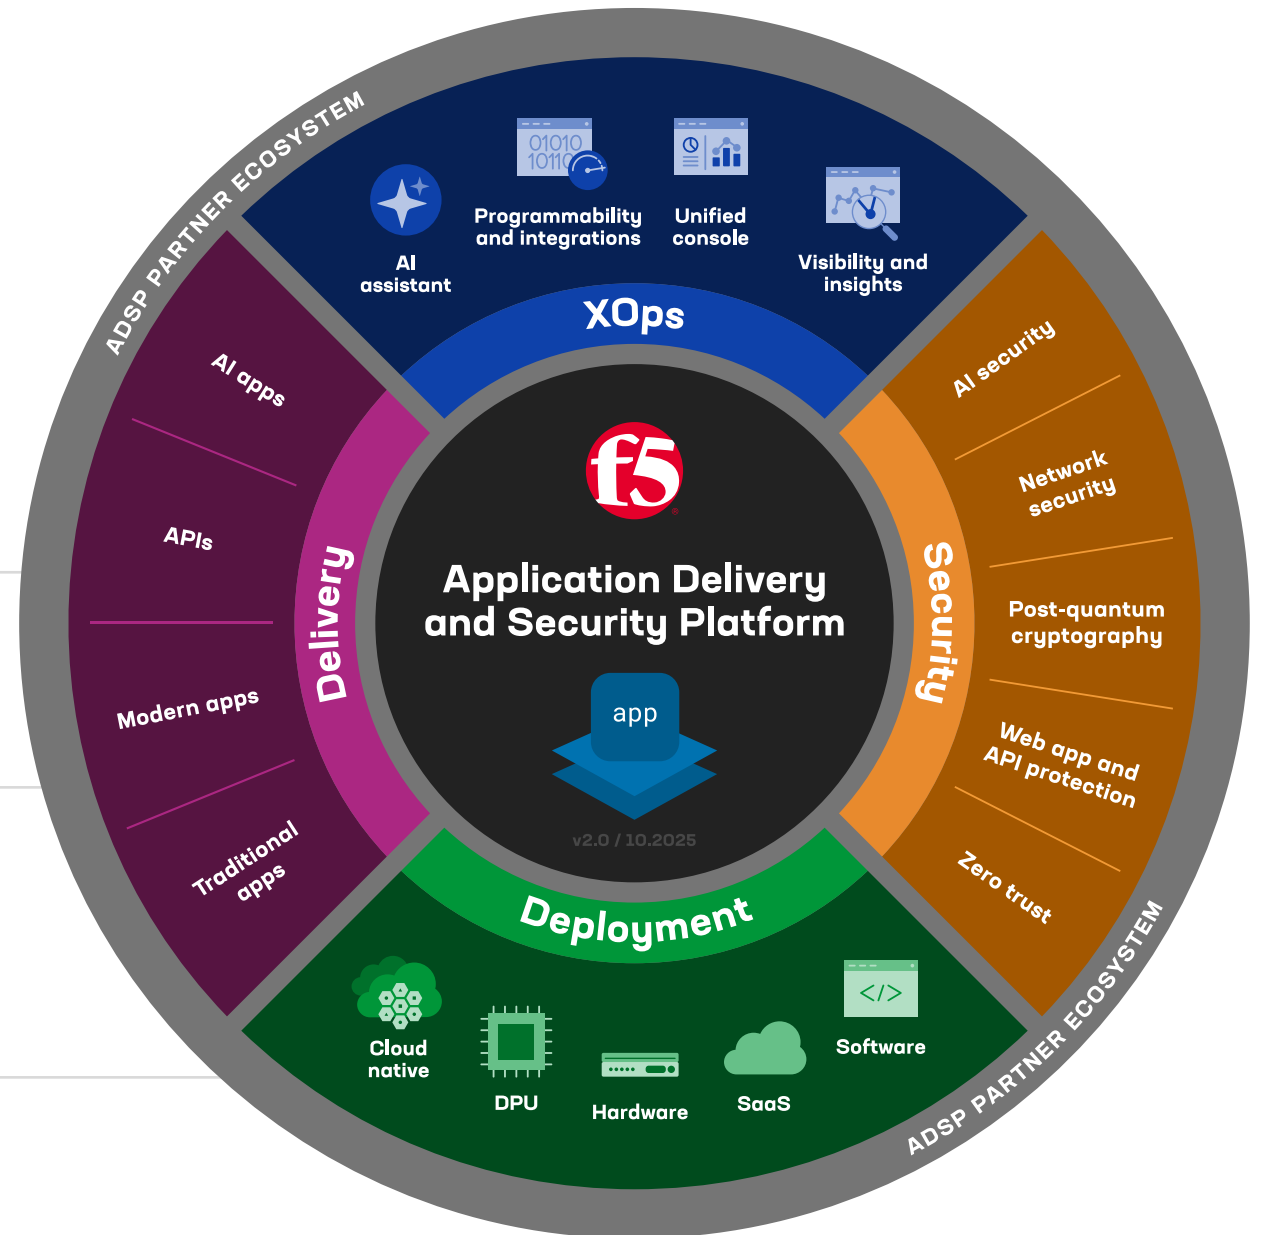 ADSP PARTNER ECOSYSTEM
01010
10110
AI
assistant
Programmability
and integrations
Unified
console
Visibility and
insights
XOps
AI apps
APIs
Modern apps
Traditional
apps
Delivery
f5
®
Application Delivery
and Security Platform
app
v2.0 / 10.2025
Security
AI security
Network
security
Post-quantum
cryptography
Web app and
API protection
Zero trust
Deployment
Cloud
native
DPU
Hardware
SaaS
</>
Software
ADSP PARTNER ECOSYSTEM